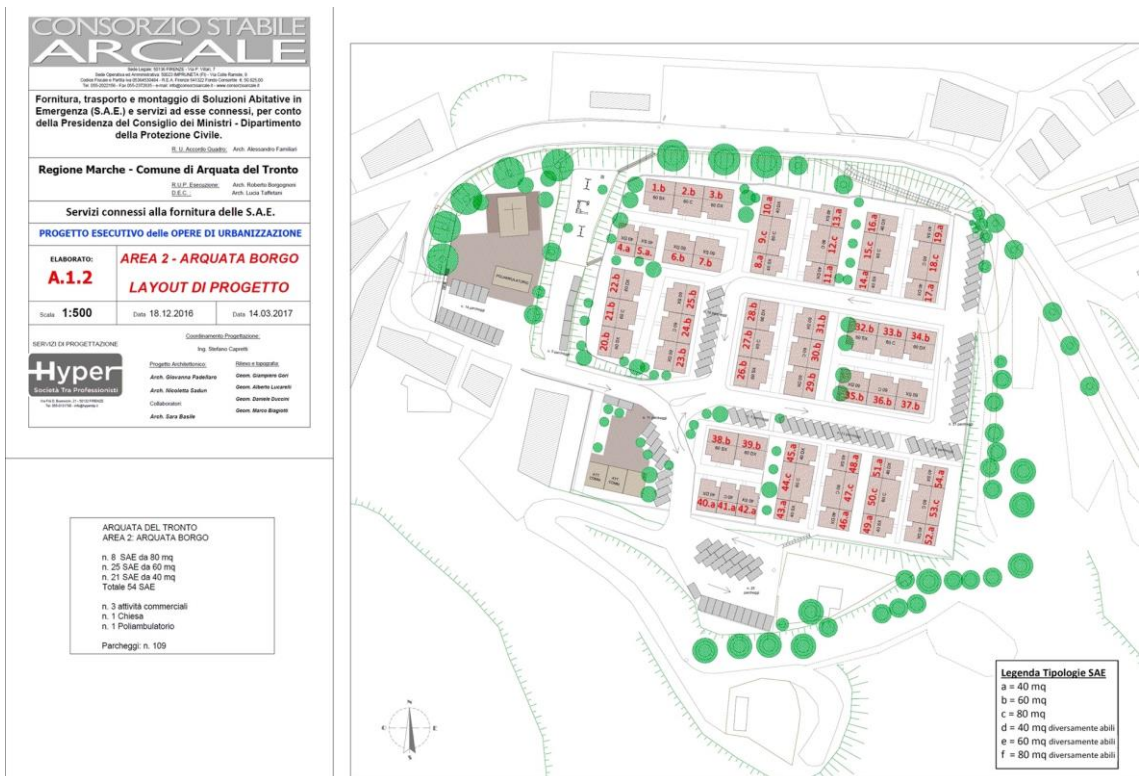 CONSORZIO STABILE
ARCALE
Fornitura, trasporto e montaggio di Soluzioni Abitative in
Emergenza (S.A.E.) e servizi ad esse connessi, per conto
della Presidenza del Consiglio dei Ministri - Dipartimento
della Protezione Civile.
R. U. Accordo Quadro: Arch. Alessandro Familiari
Regione Marche - Comune di Arquata del Tronto
R.U.P. Esecuzione: Arch. Roberto Borgognoni
D.E.C.: Arch. Lucia Taffetani
Servizi connessi alla fornitura delle S.A.E.
PROGETTO ESECUTIVO delle OPERE DI URBANIZZAZIONE
ELABORATO:
A.1.2
AREA 2 - ARQUATA BORGO
LAYOUT DI PROGETTO
Scala 1:500
Data 18.12.2016
Data 14.03.2017
SERVIZI DI PROGETTAZIONE
Hyper
Società Tra Professionisti
Coordinamento Progettazione:
Ing. Stefano Capretti
Progetto Architettonico:
Arch. Giovanna Padellaro
Arch. Nicoletta Sadun
Collaboratori:
Arch. Sara Basile
Rilievo e topografia:
Geom. Giampiero Gori
Geom. Alberto Lucarelli
Geom. Daniele Duccini
Geom. Marco Biagiotti
ARQUATA DEL TRONTO
AREA 2: ARQUATA BORGO
n. 8 SAE da 80 mq
n. 25 SAE da 60 mq
n. 21 SAE da 40 mq
Totale 54 SAE
n. 3 attività commerciali
n. 1 Chiesa
n. 1 Poliambulatorio
Parcheggi: n. 109
1.b 2.b 3.b
4.a 5.a.
6.b 7.b
8.a 9.c 10.a
11.a 12.c 13.a
14.a 15.c 16.a
17.a 18.c 19.a
20.b 21.b 22.b
23.b 24.b 25.b
26.b 27.b 28.b
29.b 30.b 31.b
32.b 33.b 34.b
35.b 36.b 37.b
38.b 39.b
40.a 41.a 42.a
43.a 44.c 45.a
46.a 47.c 48.a
49.a 50.c 51.a
52.a 53.c 54.a
POLIAMBULATORIO
N
O E
S
Legenda Tipologie SAE
a = 40 mq
b = 60 mq
c = 80 mq
d = 40 mq diversamente abili
e = 60 mq diversamente abili
f = 80 mq diversamente abili